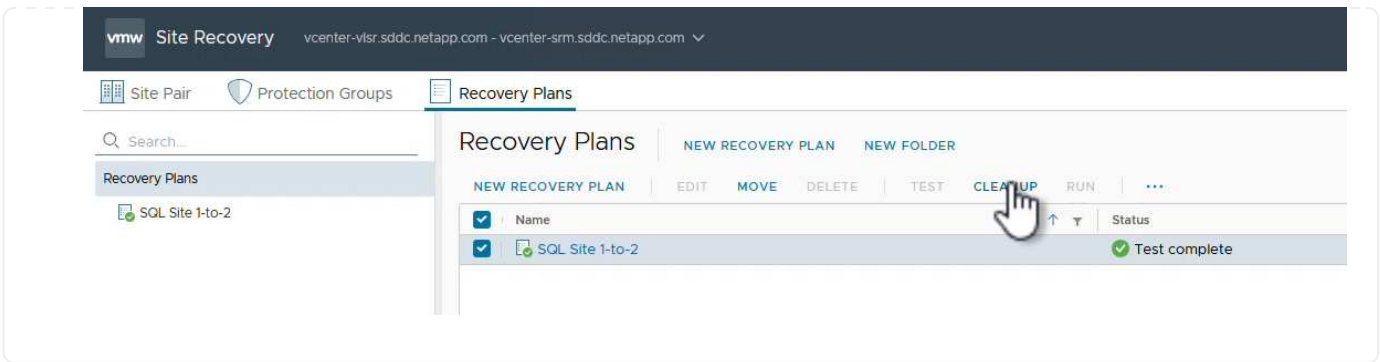 vmw Site Recovery vcenter-vlsr.sddc.netapp.com - vcenter-srm.sddc.netapp.com
Site Pair Protection Groups Recovery Plans
Search...
Recovery Plans NEW RECOVERY PLAN NEW FOLDER
Recovery Plans
NEW RECOVERY PLAN EDIT MOVE DELETE TEST CLEANUP RUN ...
SQL Site 1-to-2
Name Status
SQL Site 1-to-2 Test complete